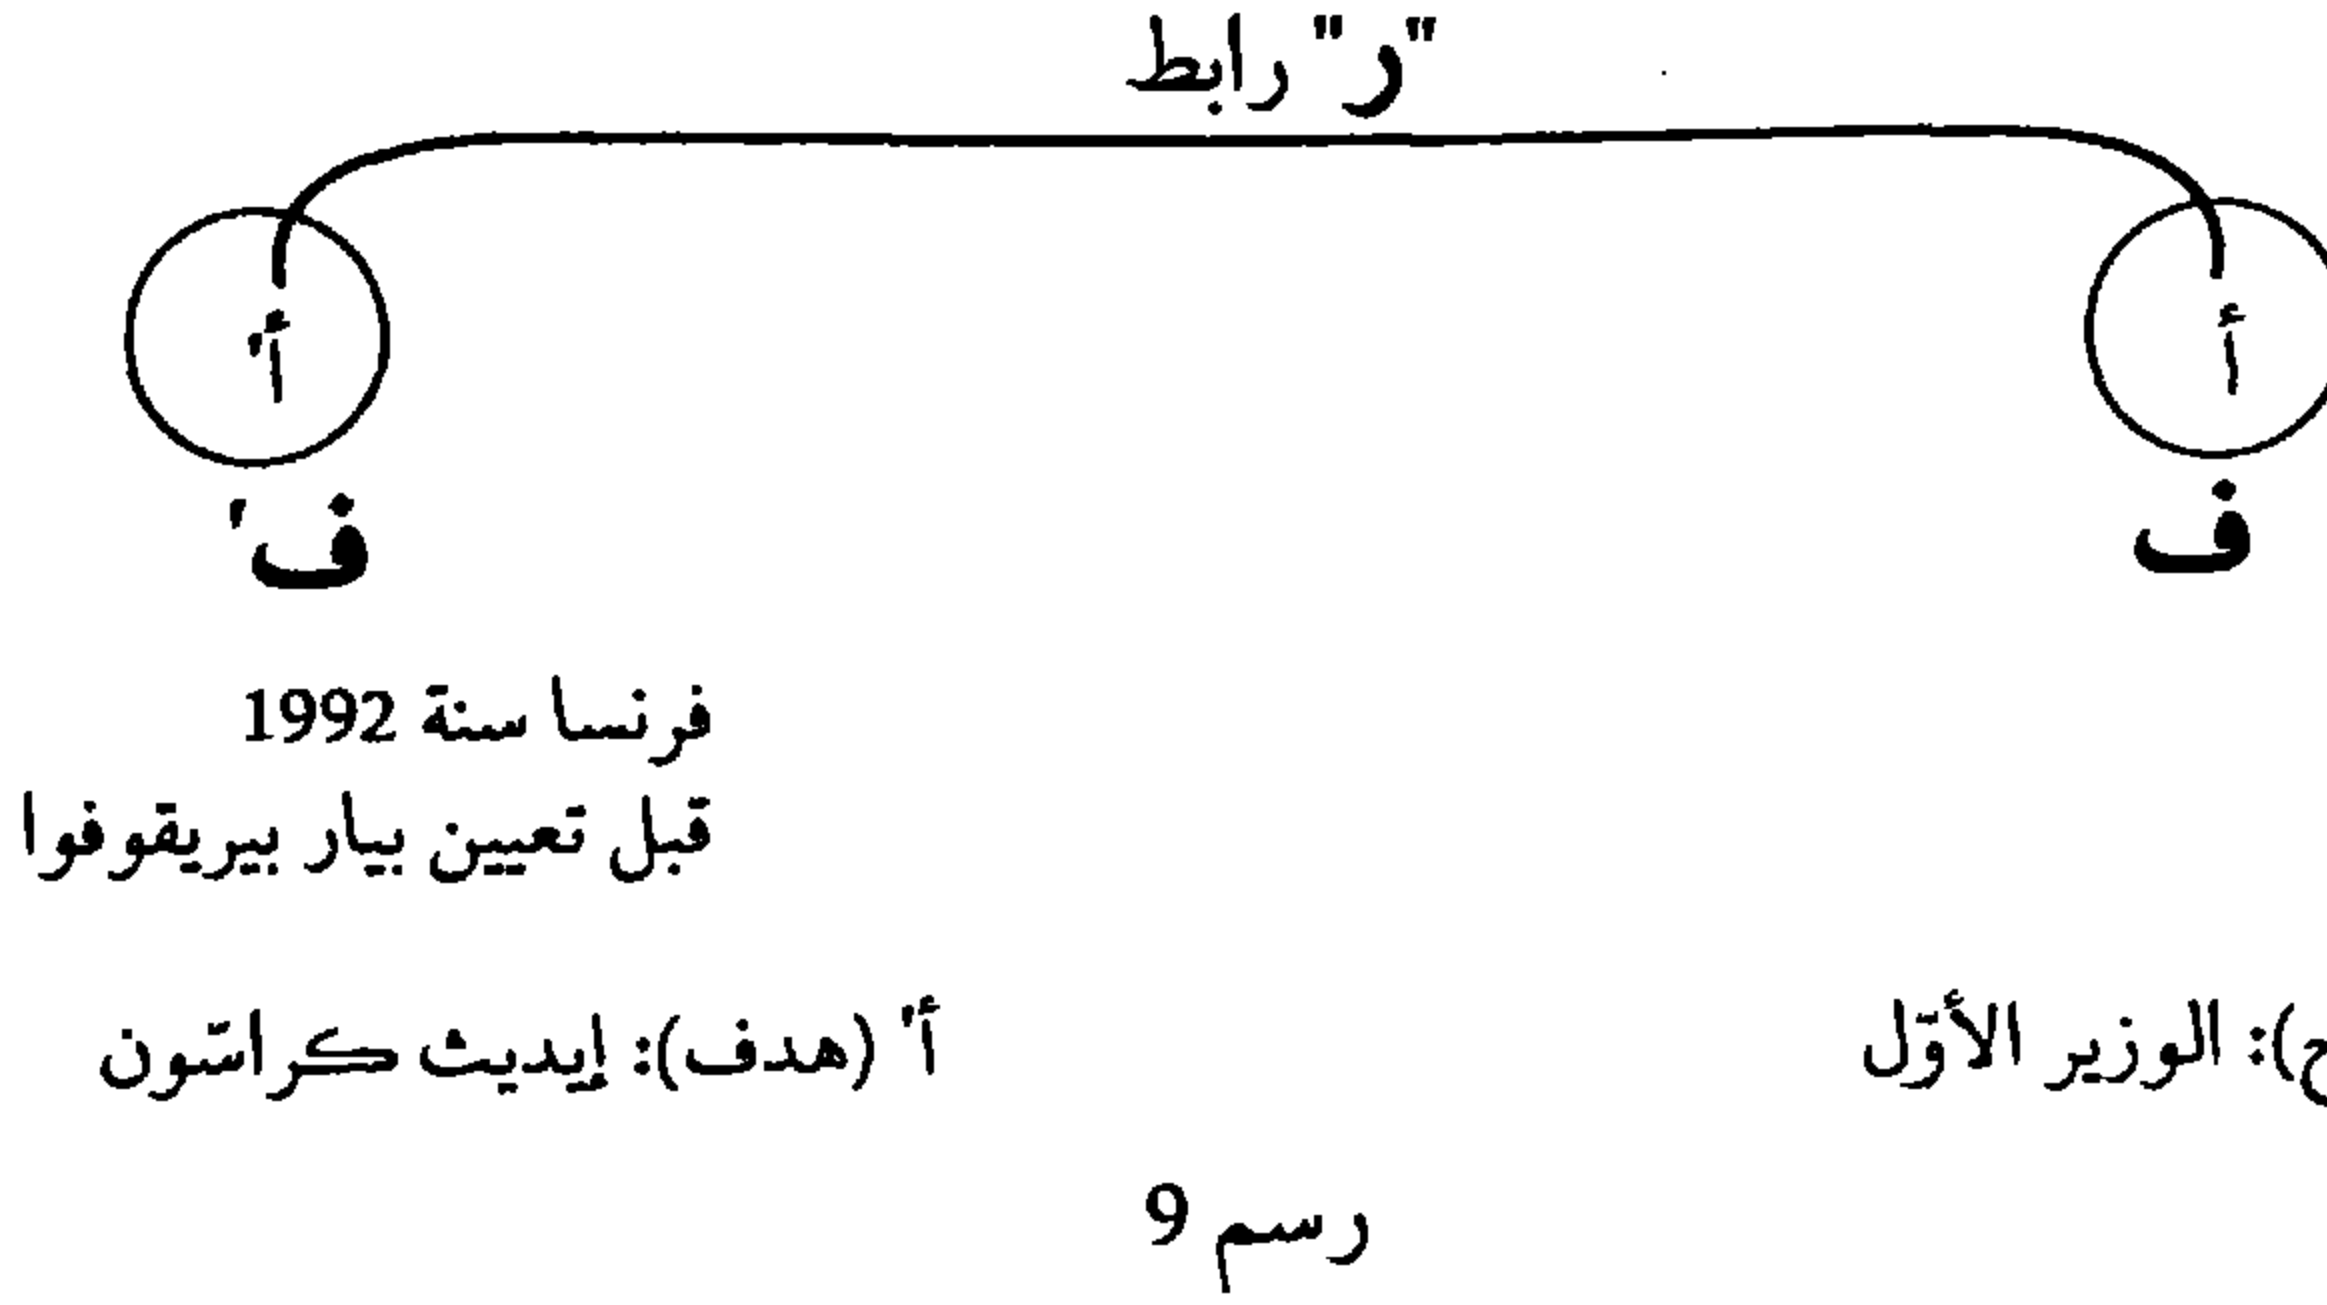 "ر" رابط
أ أ'
ف ف'
فرنسا سنة 1992
قبل تعيين بيار بيريقوفوا
ح): الوزير الأوّل أ' (هدف): إيديث كراسّون
رسم 9